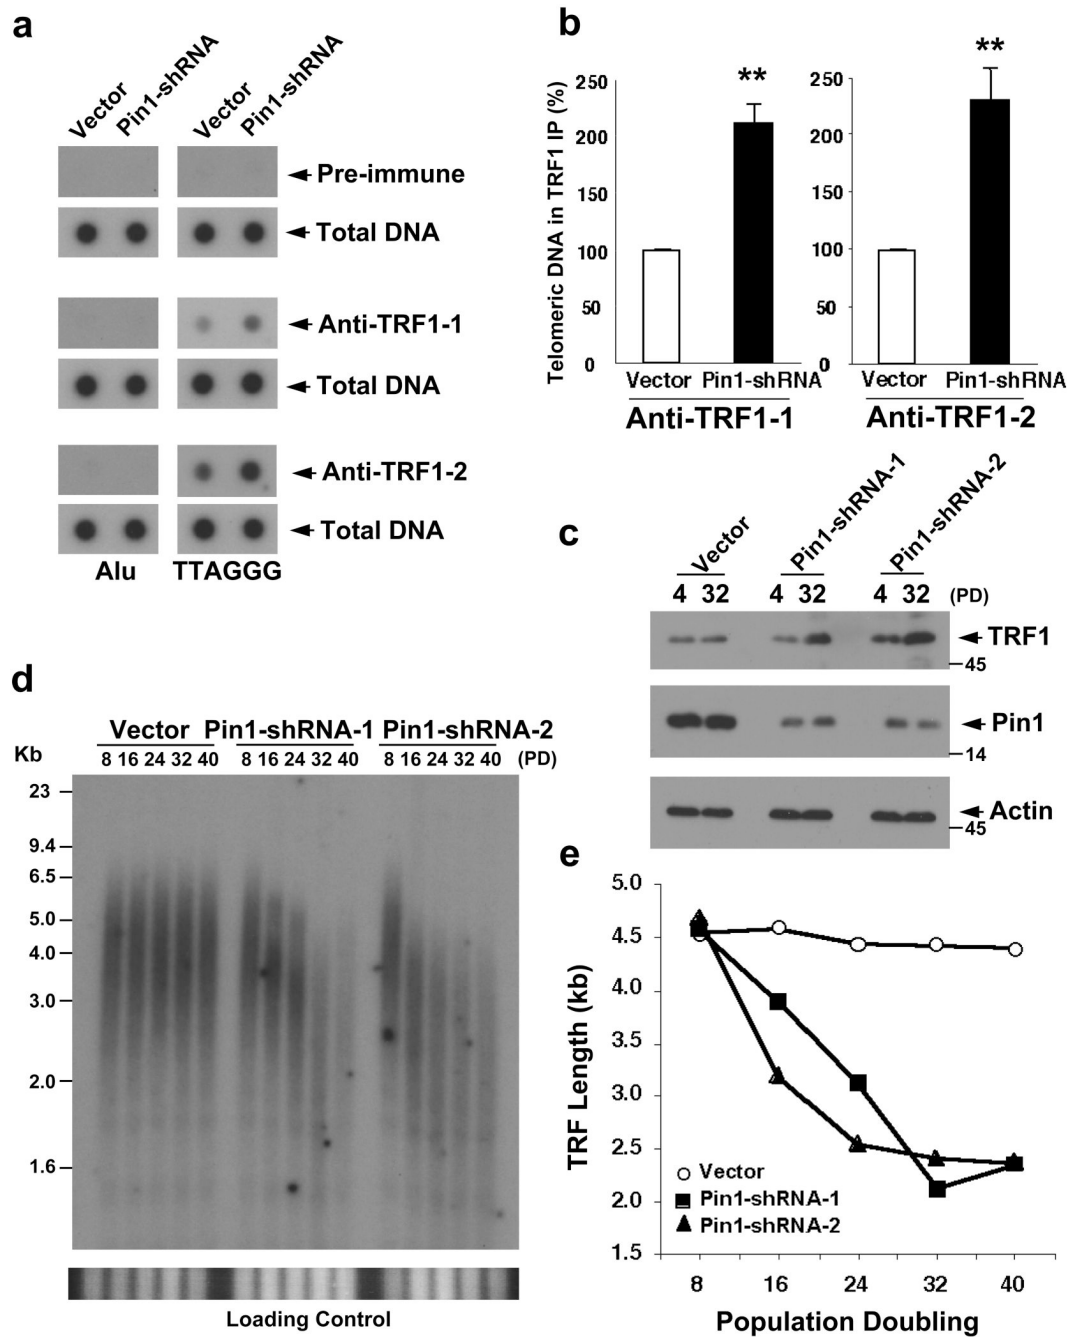 a
Vector Pin1-shRNA Vector Pin1-shRNA
Pre-immune
Total DNA
Anti-TRF1-1
Total DNA
Anti-TRF1-2
Total DNA
Alu TTAGGG
b
Telomeric DNA in TRF1 IP (%)
250
200
150
100
50
0
**
Vector Pin1-shRNA
Anti-TRF1-1
250
200
150
100
50
0
**
Vector Pin1-shRNA
Anti-TRF1-2
c
Vector Pin1-shRNA-1 Pin1-shRNA-2
4 32 4 32 4 32 (PD)
TRF1
45
Pin1
14
Actin
45
d
Vector Pin1-shRNA-1 Pin1-shRNA-2
Kb
8 16 24 32 40 8 16 24 32 40 8 16 24 32 40 (PD)
23
9.4
6.5
5.0
4.0
3.0
2.0
1.6
Loading Control
e
TRF Length (kb)
5.0
4.5
4.0
3.5
3.0
2.5
2.0
1.5
Vector
Pin1-shRNA-1
Pin1-shRNA-2
8 16 24 32 40
Population Doubling